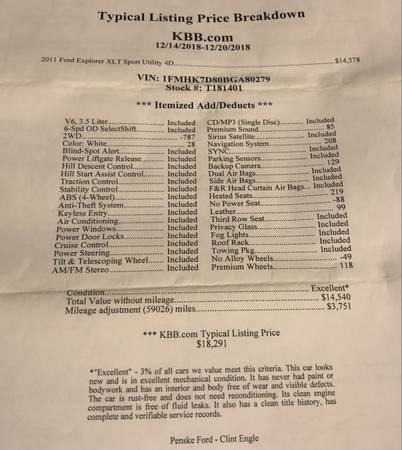 Typical Listing Price Breakdown
KBB.com
12/14/2018-12/20/2018
2011 Ford Explorer XLT Sport Utility 4D $14,578
VIN: 1FMHK7D80BGA80279
Stock #: T181401
*** Itemized Add/Deducts ***
V6, 3.5 Liter Included
6-Spd OD SelectShift Included
2WD -787
Color: White 28
Blind-Spot Alert Included
Power Liftgate Release Included
Hill Descent Control Included
Hill Start Assist Control Included
Traction Control Included
Stability Control Included
ABS (4-Wheel) Included
Anti-Theft System Included
Keyless Entry Included
Air Conditioning Included
Power Windows Included
Power Door Locks Included
Cruise Control Included
Power Steering Included
Tilt & Telescoping Wheel Included
AM/FM Stereo Included
CD/MP3 (Single Disc) Included
Premium Sound 85
Sirius Satellite Included
Navigation System 208
SYNC Included
Parking Sensors Included
Backup Camera 129
Dual Air Bags Included
Side Air Bags Included
F&R Head Curtain Air Bags Included
Heated Seats 219
No Power Seat -88
Leather 99
Third Row Seat Included
Privacy Glass Included
Fog Lights Included
Roof Rack Included
Towing Pkg Included
No Alloy Wheels -49
Premium Wheels 118
Condition Excellent*
Total Value without mileage $14,540
Mileage adjustment (59026) miles $3,751
*** KBB.com Typical Listing Price
$18,291
*"Excellent" - 3% of all cars we value meet this criteria. This car looks
new and is in excellent mechanical condition. It has never had paint or
bodywork and has an interior and body free of wear and visible defects.
The car is rust-free and does not need reconditioning. Its clean engine
compartment is free of fluid leaks. It also has a clean title history, has
complete and verifiable service records.
Penske Ford - Clint Engle